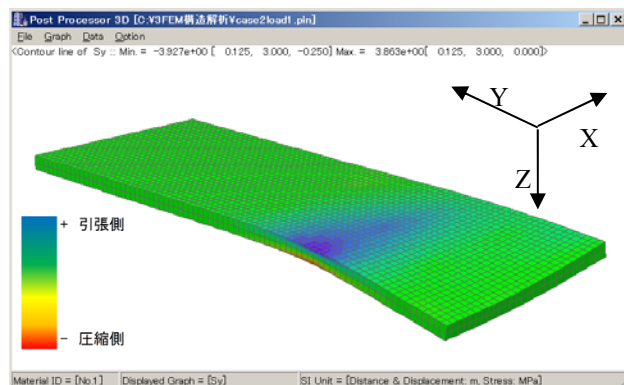 Post Processor 3D [C:¥3FEM構造解析¥case2load1.pin]
File Graph Data Option
<Contour line of Sy :: Min. = -3.927e+00 [ 0.125, 3.000, -0.250] Max. = 3.863e+00[ 0.125, 3.000, 0.000]>
Y
X
Z
+ 引張側
- 圧縮側
Material ID = [No.1] Displayed Graph = [Sy] SI Unit = [Distance & Displacement: m, Stress: MPa]